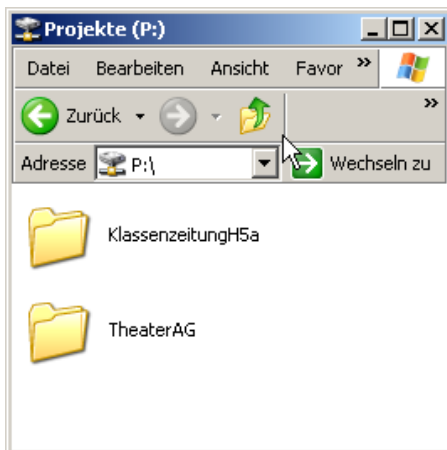 Projekte (P:)
Datei Bearbeiten Ansicht Favor »
Zurück »
Adresse P:\ Wechseln zu
KlassenzeitungH5a
TheaterAG